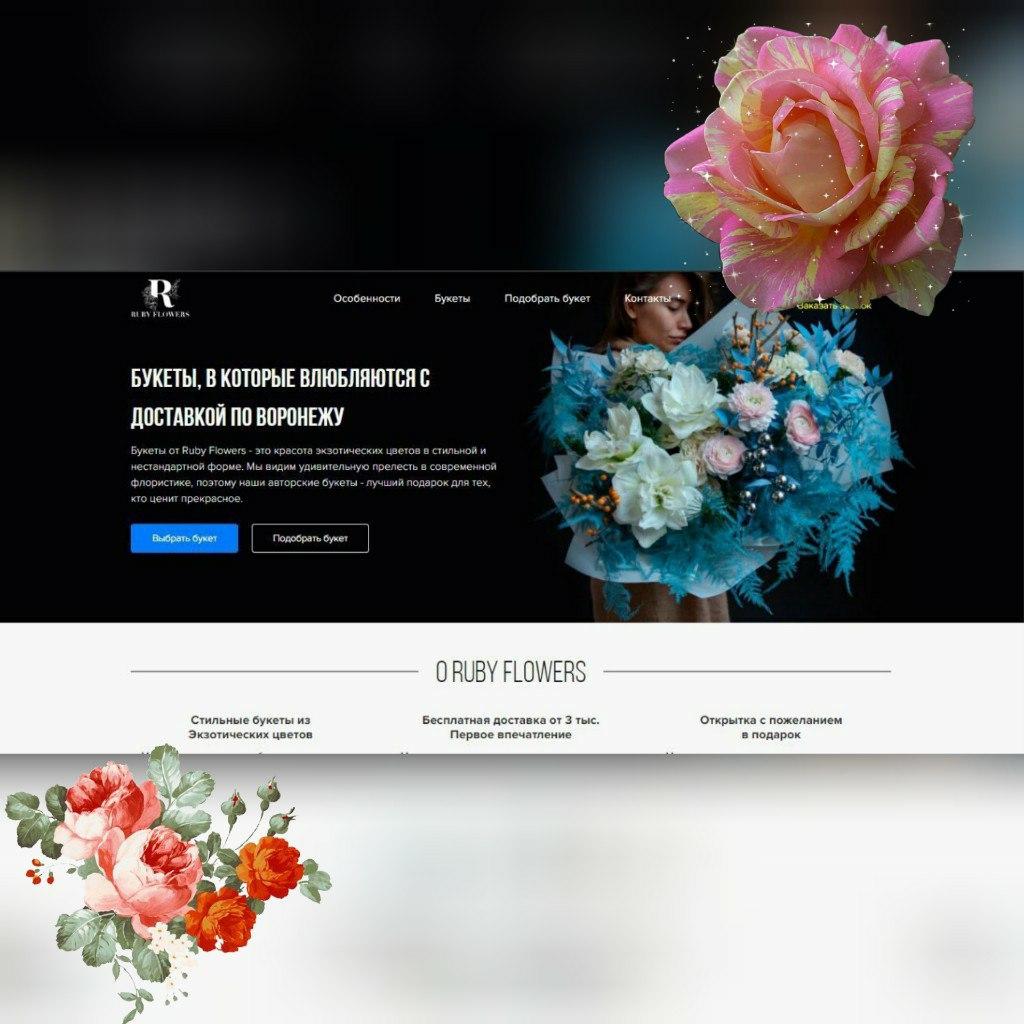 R
RUBY FLOWERS
Особенности Букеты Подобрать букет Контакты
Заказать
БУКЕТЫ, В КОТОРЫЕ ВЛЮБЛЯЮТСЯ С
ДОСТАВКОЙ ПО ВОРОНЕЖУ
Букеты от Ruby Flowers - это красота экзотических цветов в стильной и
нестандартной форме. Мы видим удивительную прелесть в современной
флористике, поэтому наши авторские букеты - лучший подарок для тех,
кто ценит прекрасное.
Выбрать букет Подобрать букет
О RUBY FLOWERS
Стильные букеты из
Экзотических цветов
Бесплатная доставка от 3 тыс.
Первое впечатление
Открытка с пожеланием
в подарок